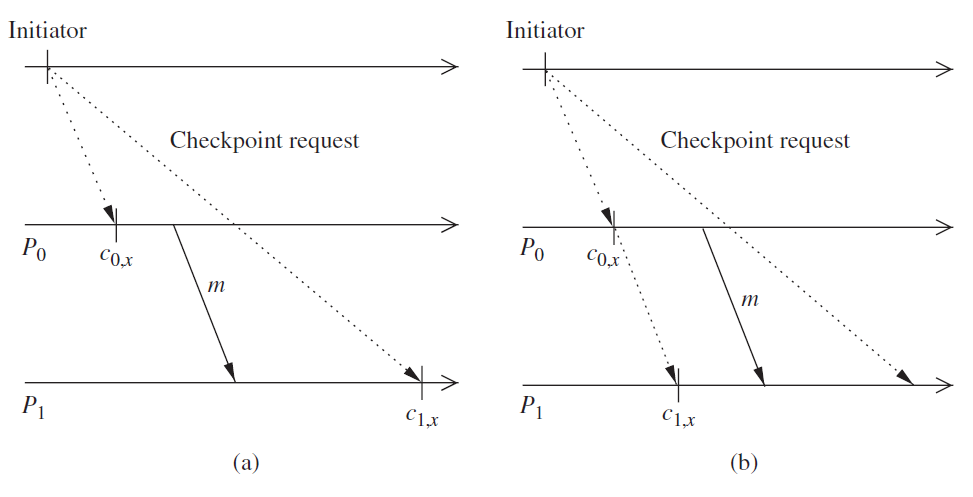 Initiator
Checkpoint request
P0
c0,x
m
P1
c1,x
(a)
Initiator
Checkpoint request
P0
c0,x
m
P1
c1,x
(b)